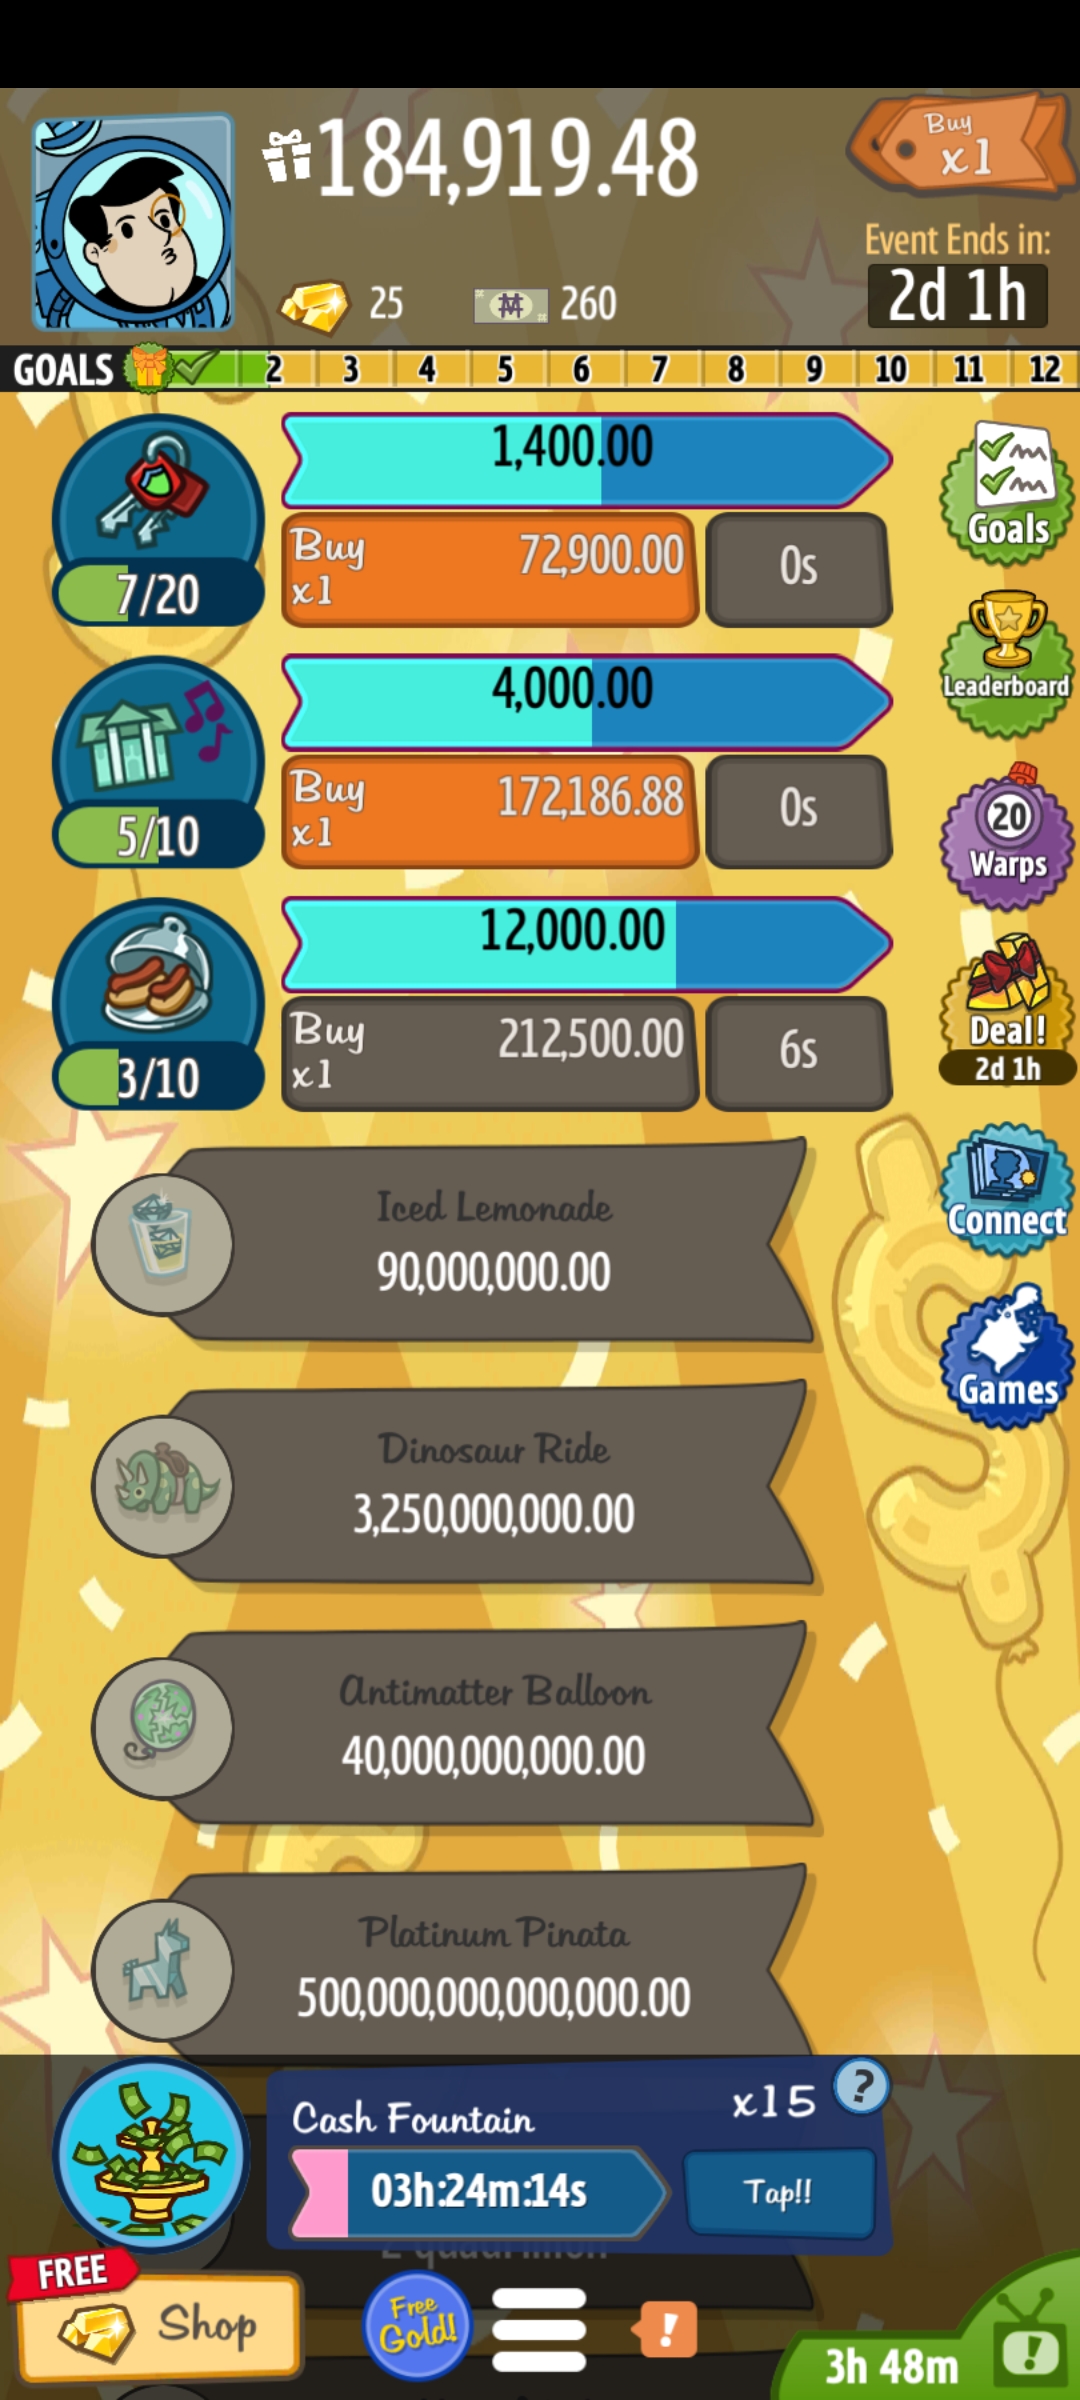 184,919.48
Buy
x1
25
260
Event Ends in:
2d 1h
GOALS 2 3 4 5 6 7 8 9 10 11 12
1,400.00
Buy
x1
72,900.00
0s
7/20
Goals
4,000.00
Buy
x1
172,186.88
0s
5/10
Leaderboard
20
Warps
12,000.00
Buy
x1
212,500.00
6s
3/10
Deal!
2d 1h
Iced Lemonade
90,000,000.00
Connect
Games
Dinosaur Ride
3,250,000,000.00
Antimatter Balloon
40,000,000,000.00
Platinum Pinata
500,000,000,000,000.00
Cash Fountain
x15
?
03h:24m:14s
Tap!!
FREE
Shop
Free
Gold!
!
3h 48m
!